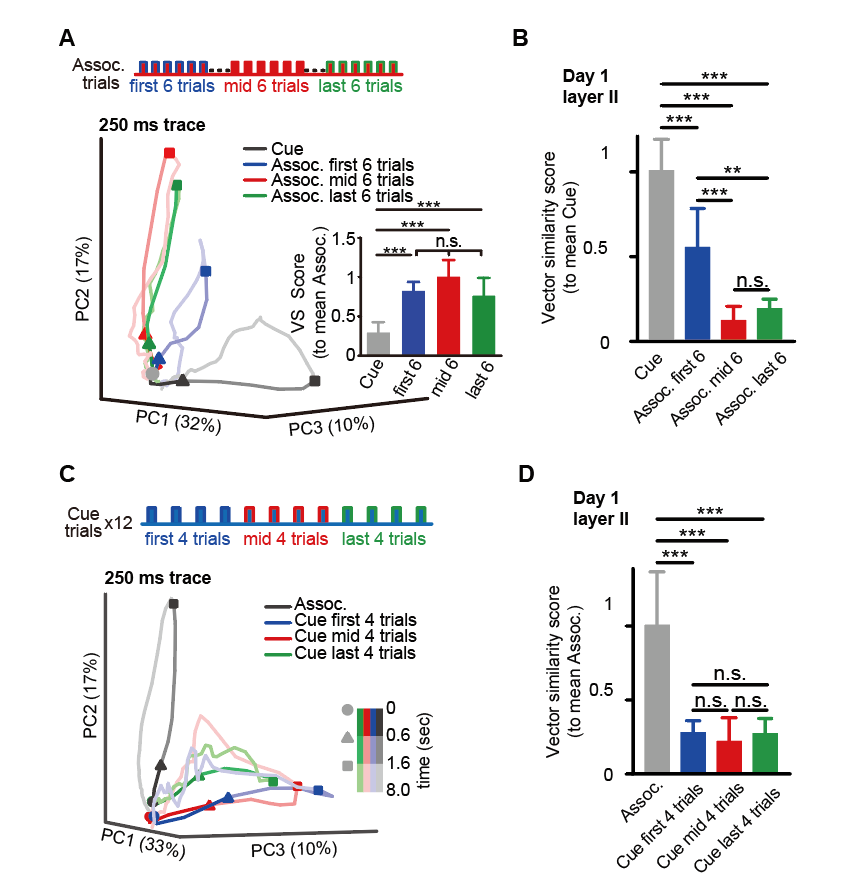 A
Assoc.
trials
first 6 trials mid 6 trials last 6 trials
250 ms trace
Cue
Assoc. first 6 trials
Assoc. mid 6 trials
Assoc. last 6 trials
PC2 (17%)
PC1 (32%)
PC3 (10%)
VS Score
(to mean Assoc.)
1.5
1
0.5
0
***
***
***
n.s.
Cue
first 6
mid 6
last 6
B
Day 1
layer II
***
***
***
**
***
n.s.
Vector similarity score
(to mean Cue)
1
0.5
0
Cue
Assoc. first 6
Assoc. mid 6
Assoc. last 6
C
Cue
trials x12
first 4 trials mid 4 trials last 4 trials
250 ms trace
Assoc.
Cue first 4 trials
Cue mid 4 trials
Cue last 4 trials
PC2 (17%)
PC1 (33%)
PC3 (10%)
0
0.6
1.6
8.0
time (sec)
D
Day 1
layer II
***
***
***
n.s.
n.s. n.s.
Vector similarity score
(to mean Assoc.)
1
0.5
0
Assoc.
Cue first 4 trials
Cue mid 4 trials
Cue last 4 trials